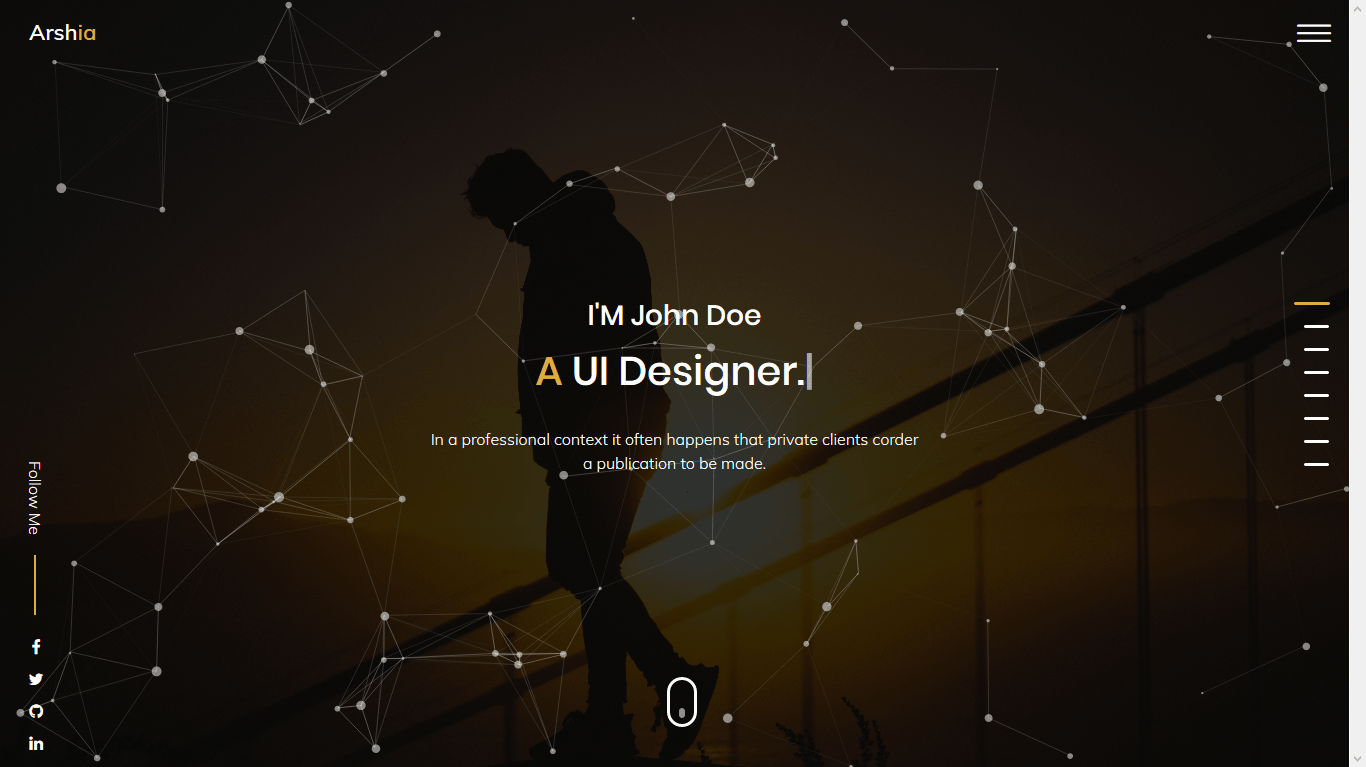 Arshia
I'M John Doe
A UI Designer.
In a professional context it often happens that private clients corder
a publication to be made.
Follow Me